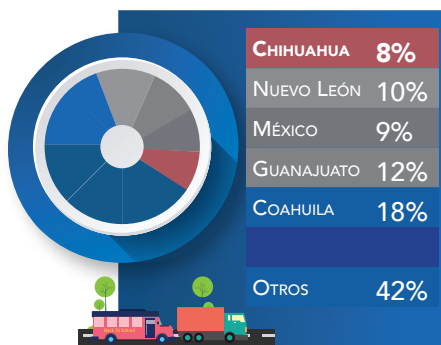 CHIHUAHUA 8%
NUEVO LEÓN 10%
MÉXICO 9%
GUANAJUATO 12%
COAHUILA 18%
OTROS 42%